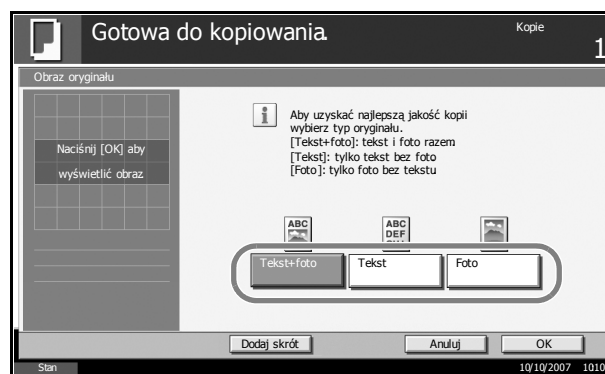 Gotowa do kopiowania.
Kopie
1
Obraz oryginału
Naciśnij [OK] aby
wyświetlić obraz.
Aby uzyskać najlepszą jakość kopii
wybierz typ oryginału.
[Tekst+foto]: tekst i foto razem
[Tekst]: tylko tekst bez foto
[Foto]: tylko foto bez tekstu
ABC
ABC
DEF
Tekst+foto
Tekst
Foto
Dodaj skrót
Anuluj
OK
Stan
10/10/2007 1010